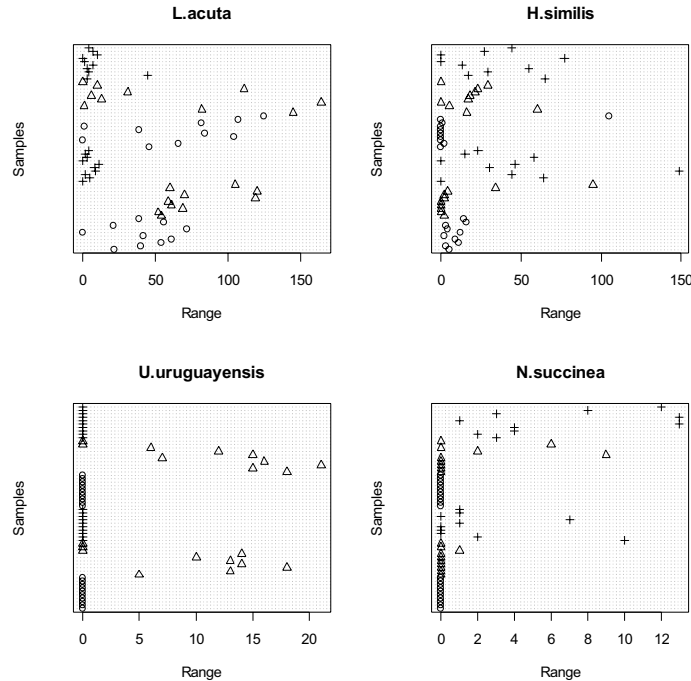 L.acuta
H.similis
Samples
Samples
0 50 100 150
0 50 100 150
Range
Range
U.uruguayensis
N.succinea
Samples
Samples
0 5 10 15 20
0 2 4 6 8 10 12
Range
Range